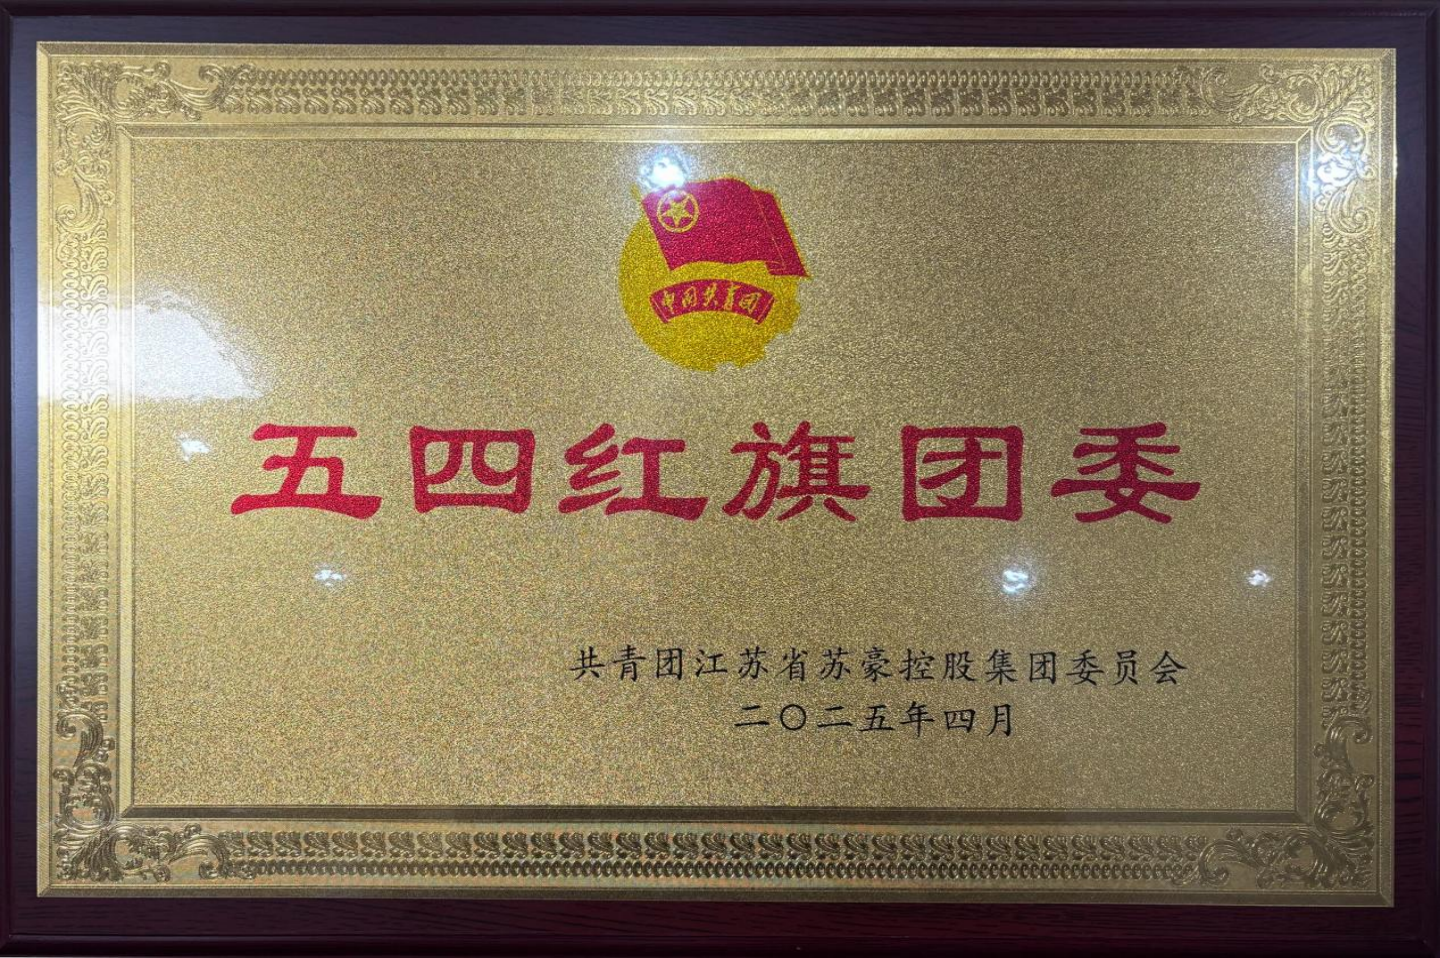 中国共青团
五四红旗团委
共青团江苏省苏豪控股集团委员会
二〇二五年四月